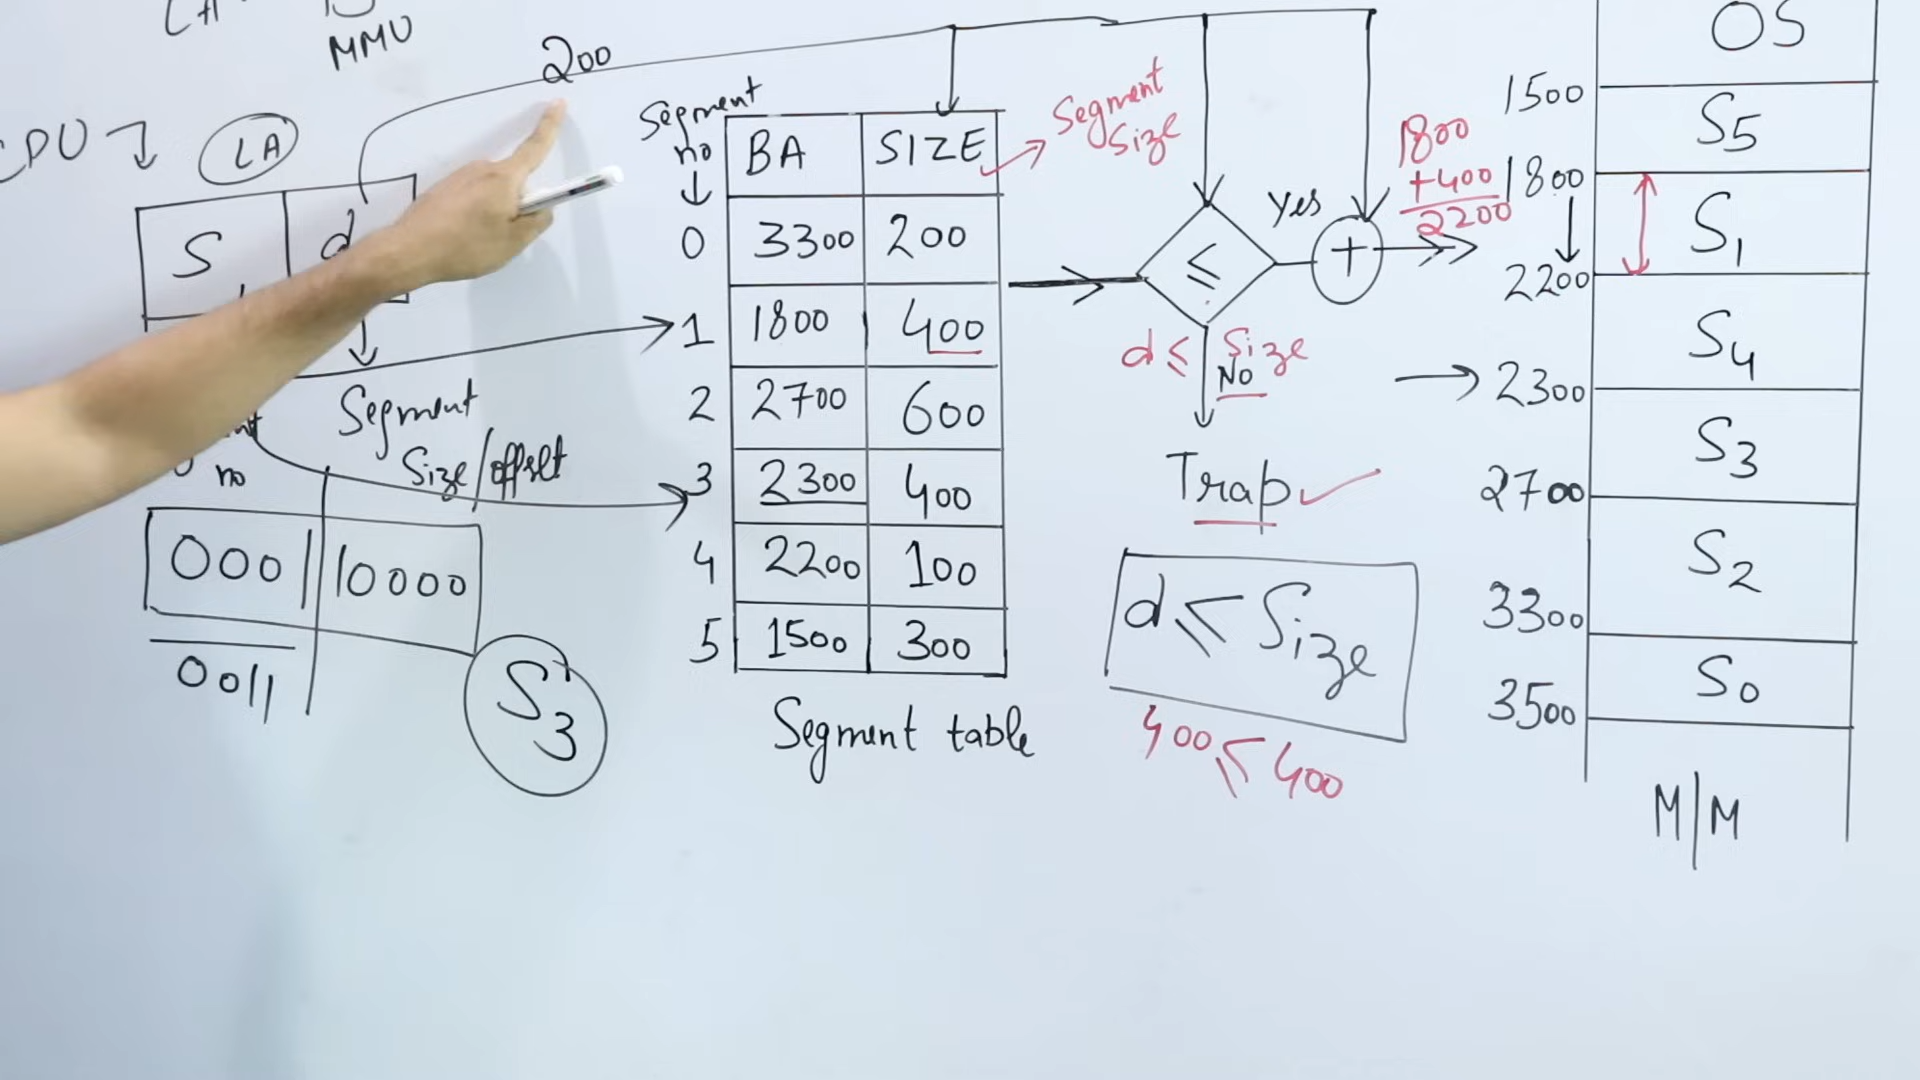 MMU
200
LA
S
d
Segment
Size/offset
no
000 10000
0011
S3
Segment
no
BA SIZE
0 3300 200
1 1800 400
2 2700 600
3 2300 400
4 2200 100
5 1500 300
Segment table
Segment
Size
≤
yes
+
d ≤ Size
No
Trap
d ≤ Size
400 ≤ 400
1800
+400
2200
OS
1500
S5
1800
S1
2200
S4
2300
S3
2700
S2
3300
S0
3500
M/M